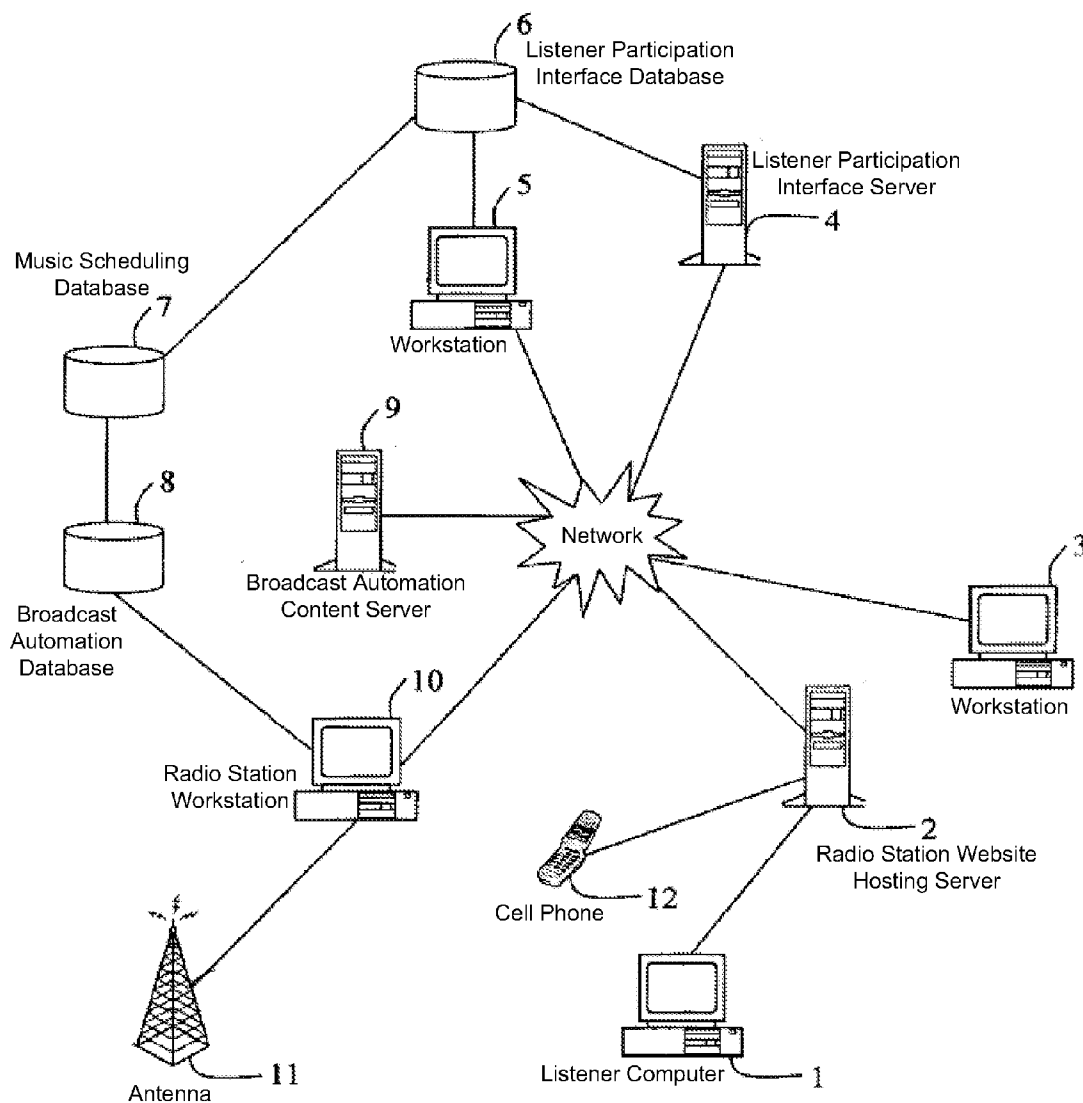 6
Listener Participation
Interface Database
5
Listener Participation
Interface Server
4
Music Scheduling
Database
7
Workstation
9
8
Network
3
Broadcast Automation
Content Server
Broadcast
Automation
Database
10
Workstation
Radio Station
Workstation
2
Radio Station Website
Hosting Server
12
Cell Phone
11
Antenna
Listener Computer
1